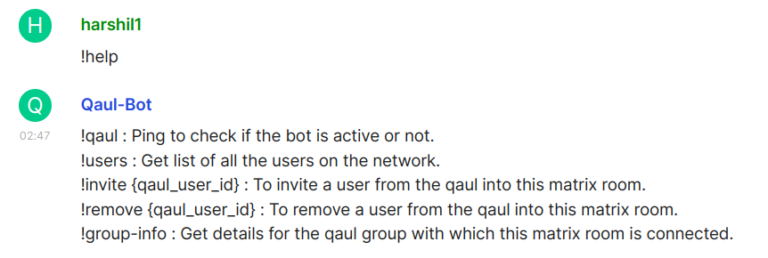 H
harshil1
!help
Q
Qaul-Bot
02:47
!qaul : Ping to check if the bot is active or not.
!users : Get list of all the users on the network.
!invite {qaul_user_id} : To invite a user from the qaul into this matrix room.
!remove {qaul_user_id} : To remove a user from the qaul into this matrix room.
!group-info : Get details for the qaul group with which this matrix room is connected.